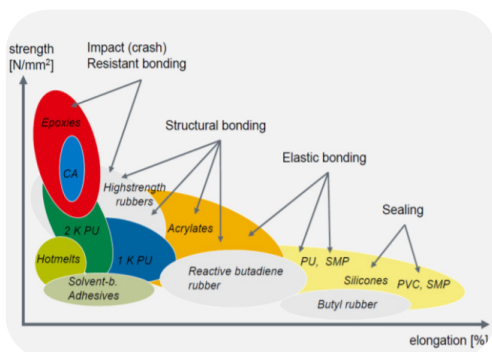 strength
[N/mm²]
Impact (crash)
Resistant bonding
Structural bonding
Elastic bonding
Sealing
Epoxies
CA
Highstrength
rubbers
2 K PU
1 K PU
Acrylates
Hotmelts
Solvent-b.
Adhesives
Reactive butadiene
rubber
PU, SMP
Silicones
PVC, SMP
Butyl rubber
elongation [%]